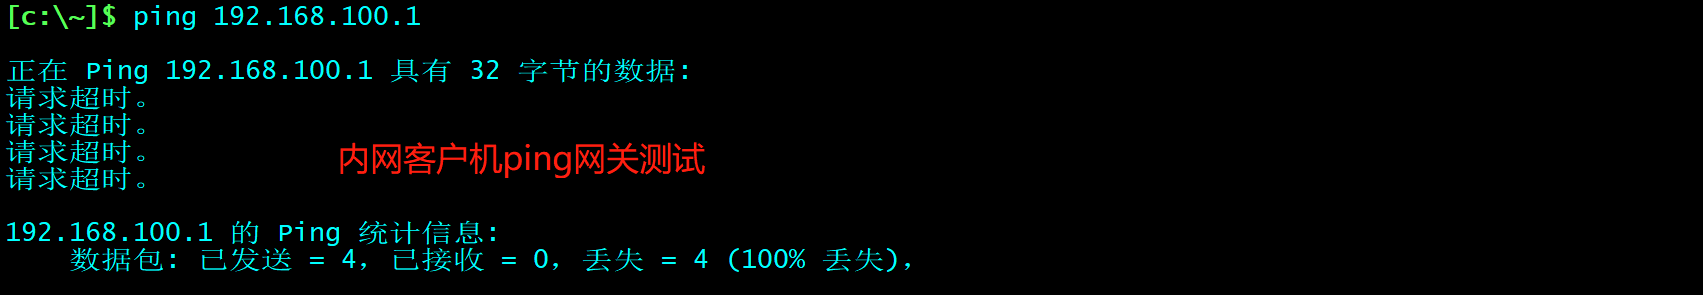 [c:\~]$ ping 192.168.100.1
正在 Ping 192.168.100.1 具有 32 字节的数据:
请求超时。
请求超时。
请求超时。
内网客户机ping网关测试
请求超时。
192.168.100.1 的 Ping 统计信息:
数据包: 已发送 = 4，已接收 = 0，丢失 = 4 (100% 丢失)，